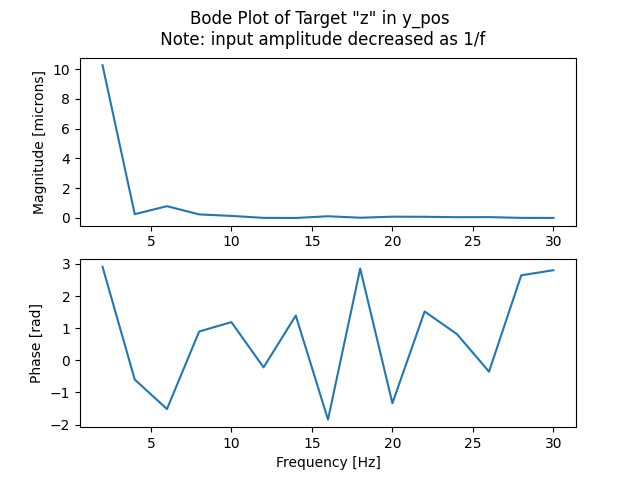 Bode Plot of Target "z" in y_pos
Note: input amplitude decreased as 1/f
Magnitude [microns]
10
8
6
4
2
0
5 10 15 20 25 30
Phase [rad]
3
2
1
0
−1
−2
5 10 15 20 25 30
Frequency [Hz]